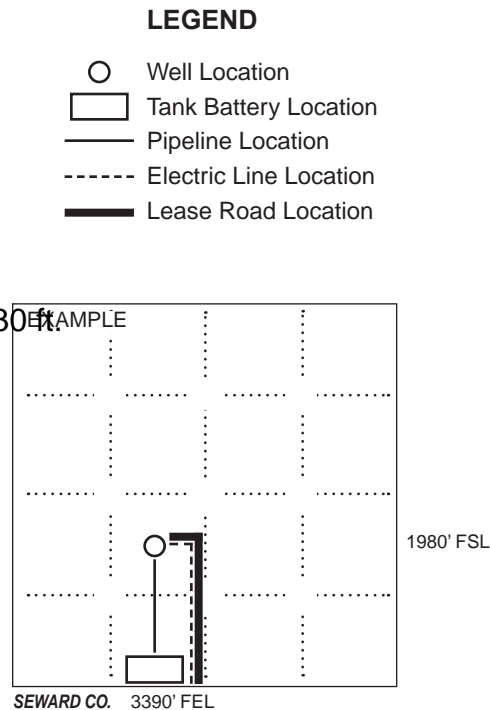 LEGEND
Well Location
Tank Battery Location
Pipeline Location
Electric Line Location
Lease Road Location
EXAMPLE
1980' FSL
SEWARD CO. 3390' FEL